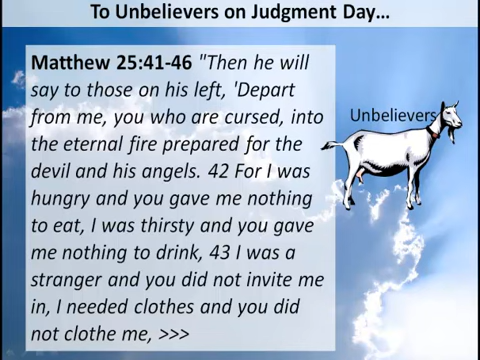 To Unbelievers on Judgment Day...
Matthew 25:41-46 "Then he will
say to those on his left, 'Depart
from me, you who are cursed, into
the eternal fire prepared for the
devil and his angels. 42 For I was
hungry and you gave me nothing
to eat, I was thirsty and you gave
me nothing to drink, 43 I was a
stranger and you did not invite me
in, I needed clothes and you did
not clothe me, >>>
Unbelievers